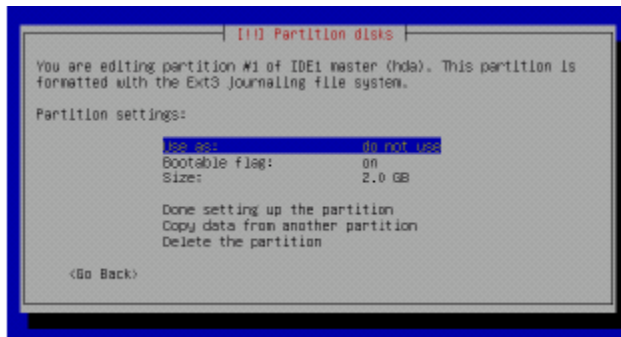 [!!] Partition disks
You are editing partition #1 of IDE1 master (hda). This partition is
formatted with the Ext3 journaling file system.
Partition settings:
Use as: do not use
Bootable flag: on
Size: 2.0 GB
Done setting up the partition
Copy data from another partition
Delete the partition
<Go Back>